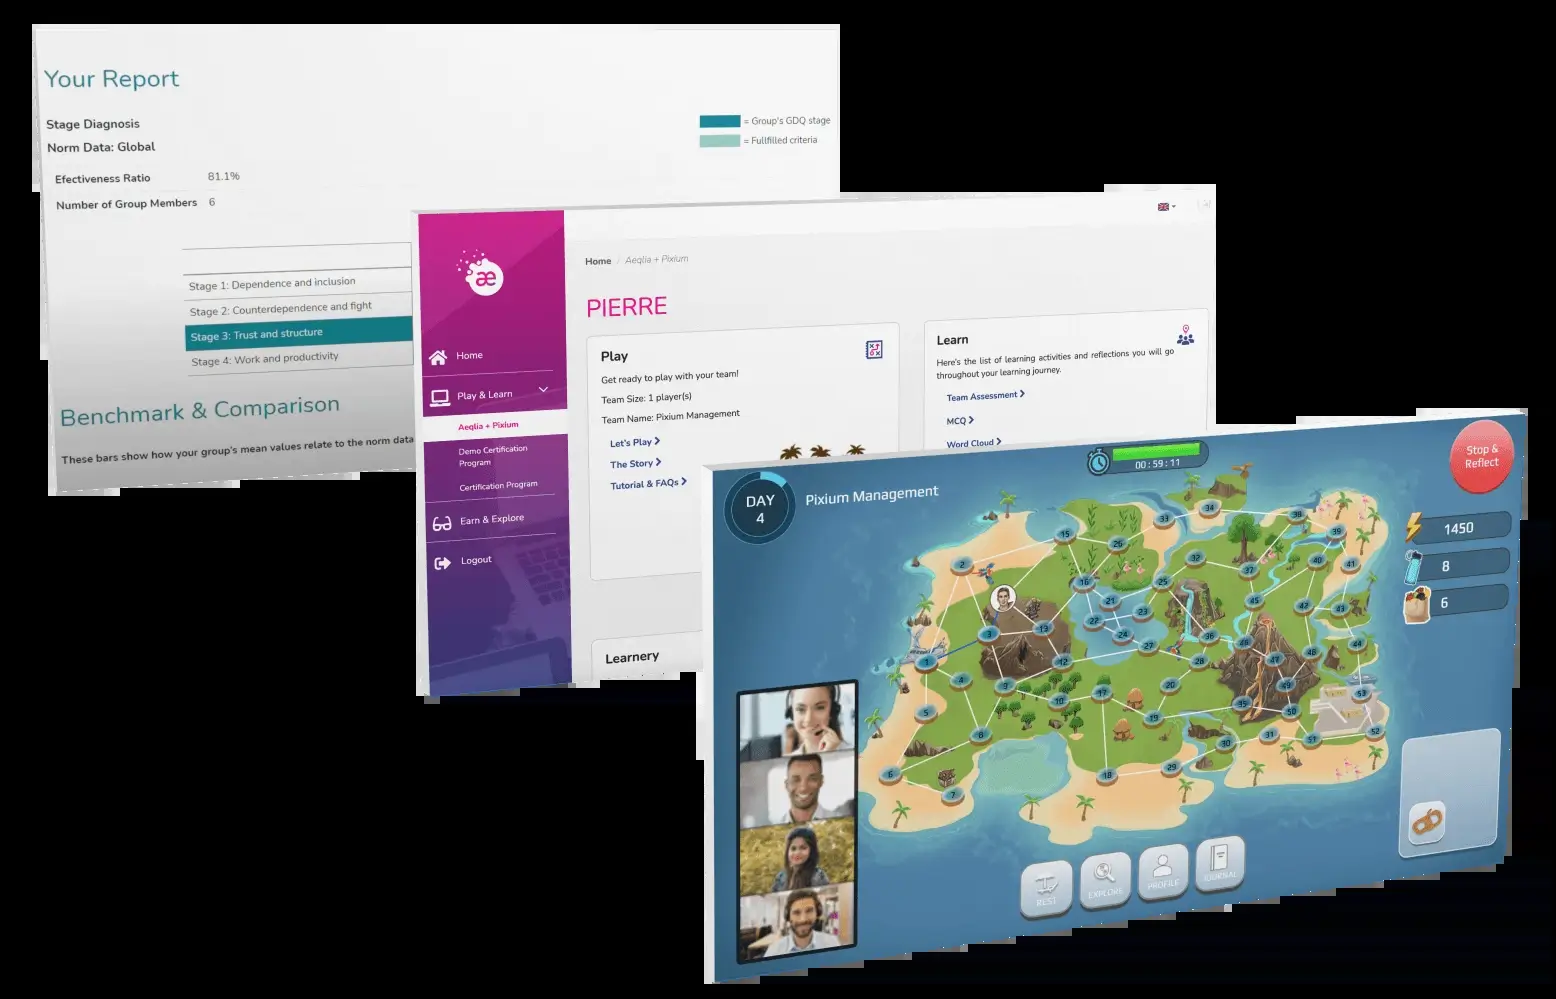 Your Report
Stage Diagnosis
Norm Data: Global
Efectiveness Ratio 81.1%
Number of Group Members 6
= Group's GDQ stage
= Fullfilled criteria
Stage 1: Dependence and inclusion
Stage 2: Counterdependence and fight
Stage 3: Trust and structure
Stage 4: Work and productivity
Benchmark & Comparison
These bars show how your group's mean values relate to the norm data
æ
Home
Play & Learn
Aeqlia + Pixium
Demo Certification
Program
Certification Program
Earn & Explore
Logout
Home / Aeqlia + Pixium
PIERRE
Play
Get ready to play with your team!
Team Size: 1 player(s)
Team Name: Pixium Management
Let's Play
The Story
Tutorial & FAQs
Learn
Here's the list of learning activities and reflections you will go
throughout your learning journey.
Team Assessment
MCQ
Word Cloud
Learnery
DAY
4
Pixium Management
00:59:11
Stop &
Reflect
1450
8
6
33
34
38
39
15
26
2
32
37
40
41
16
25
21
45
42
43
23
22
3
13
24
36
46
44
27
1
12
28
47
48
4
9
20
49
53
17
10
35
5
50
19
8
31
51
52
30
6
29
18
7
REST
EXPLORE
PROFILE
JOURNAL